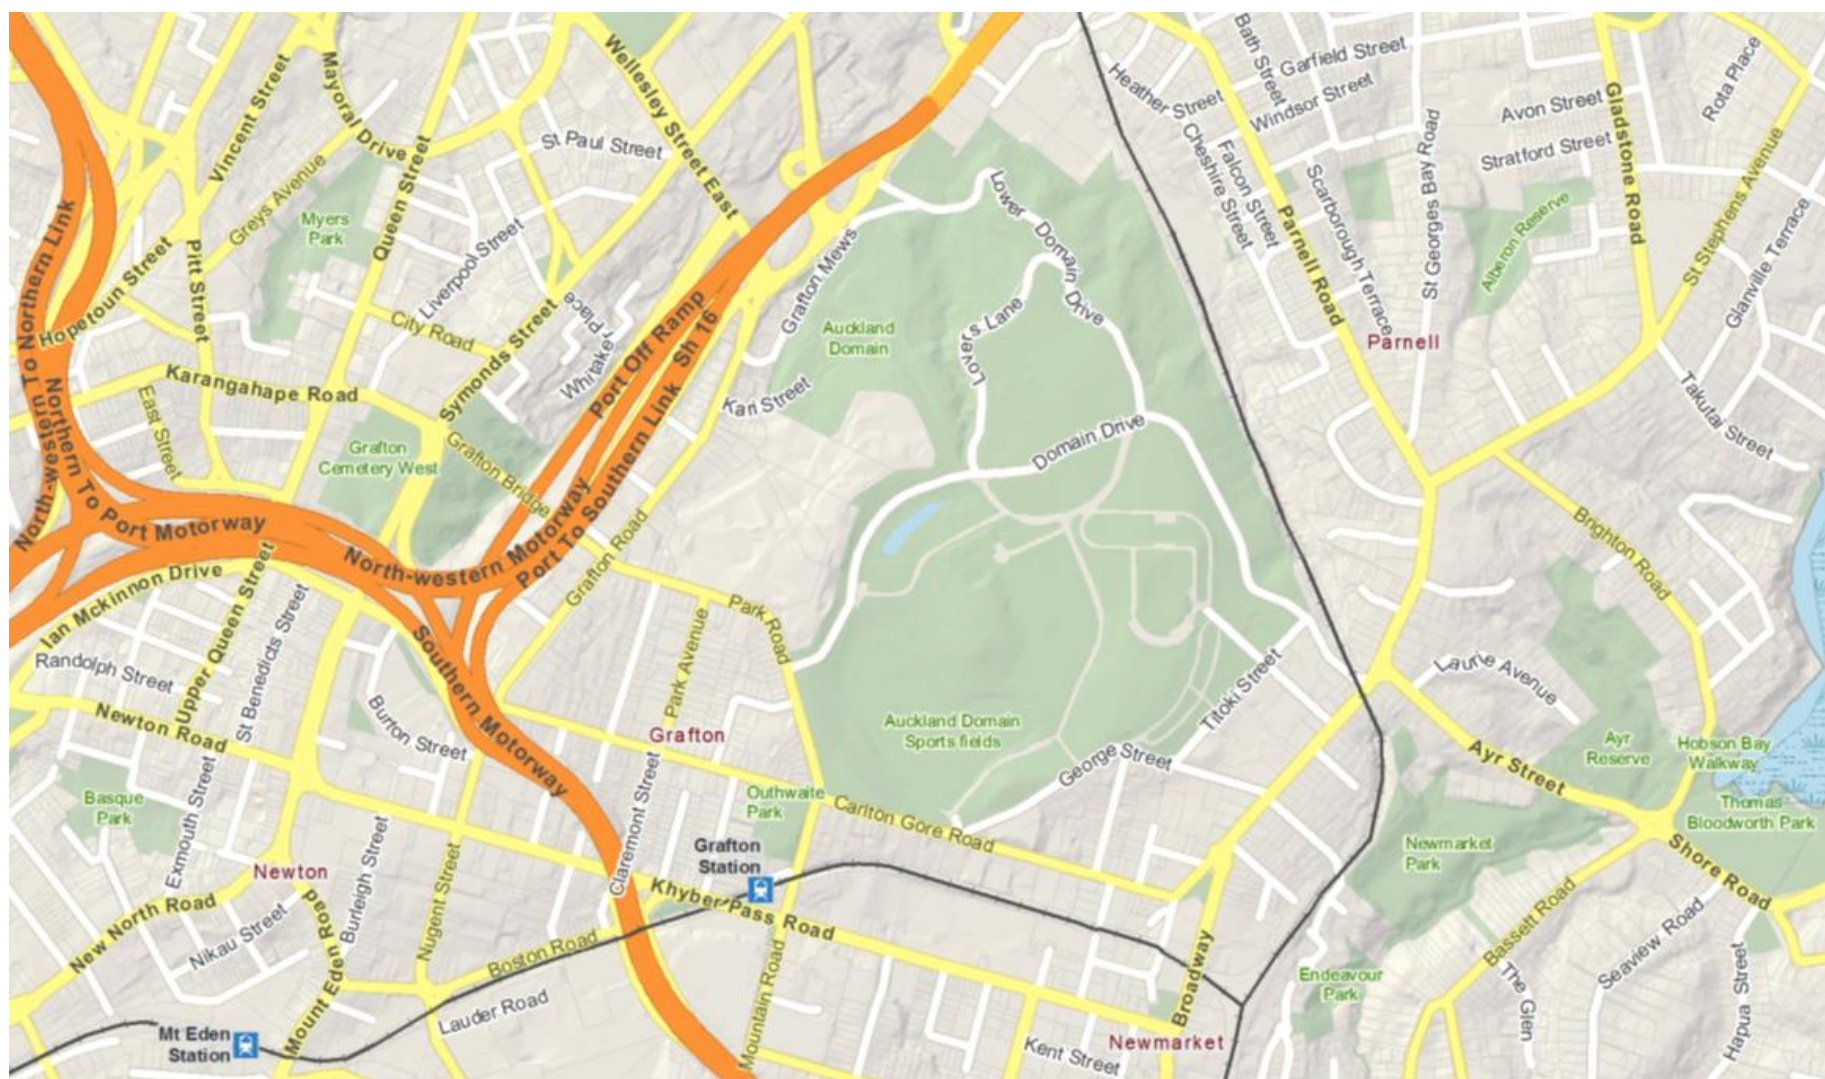 Wellesley Street East
Mayoral Drive
Vincent Street
Bath Street
Garfield Street
Rota Place
Heather Street
Windsor Street
Avon Street
Gladstone Road
St Paul Street
Queen Street
Greys Avenue
Cheshire Street
Falcon Street
Stratford Street
St Georges Bay Road
Scarborough Terrace
St Stephens Avenue
Lower Domain Drive
Myers
Park
Alberon Reserve
Glanville Terrace
North-western To Northern Link
Hopetoun Street
Pitt Street
Liverpool Street
Grafton Mews
Parnell Road
City Road
Whitaker Place
Port Off Ramp
Sh 16
Auckland
Domain
Lovers Lane
Parnell
Karangahape Road
Symonds Street
Kari Street
Takutai Street
East Street
Northern To Port Motorway
Grafton
Cemetery West
Grafton Bridge
Domain Drive
North-western Motorway
Port To Southern Link
Grafton Road
Brighton Road
Ian Mckinnon Drive
Upper Queen Street
St Benedicts Street
Park Road
Park Avenue
Randolph Street
Southern Motorway
Laurie Avenue
Titoki Street
Newton Road
Burton Street
Grafton
Auckland Domain
Sports fields
George Street
Ayr Street
Ayr
Reserve
Hobson Bay
Walkway
Basque
Park
Exmouth Street
Claremont Street
Outhwaite
Park
Carlton Gore Road
Thomas
Bloodworth Park
Newmarket
Park
Shore Road
Grafton
Station
Newton
Burleigh Street
Nugent Street
Khyber Pass Road
New North Road
Nikau Street
Mount Eden Road
Boston Road
Mountain Road
Broadway
Bassett Road
Seaview Road
The Glen
Hapua Street
Endeavour
Park
Lauder Road
Mt Eden
Station
Kent Street
Newmarket